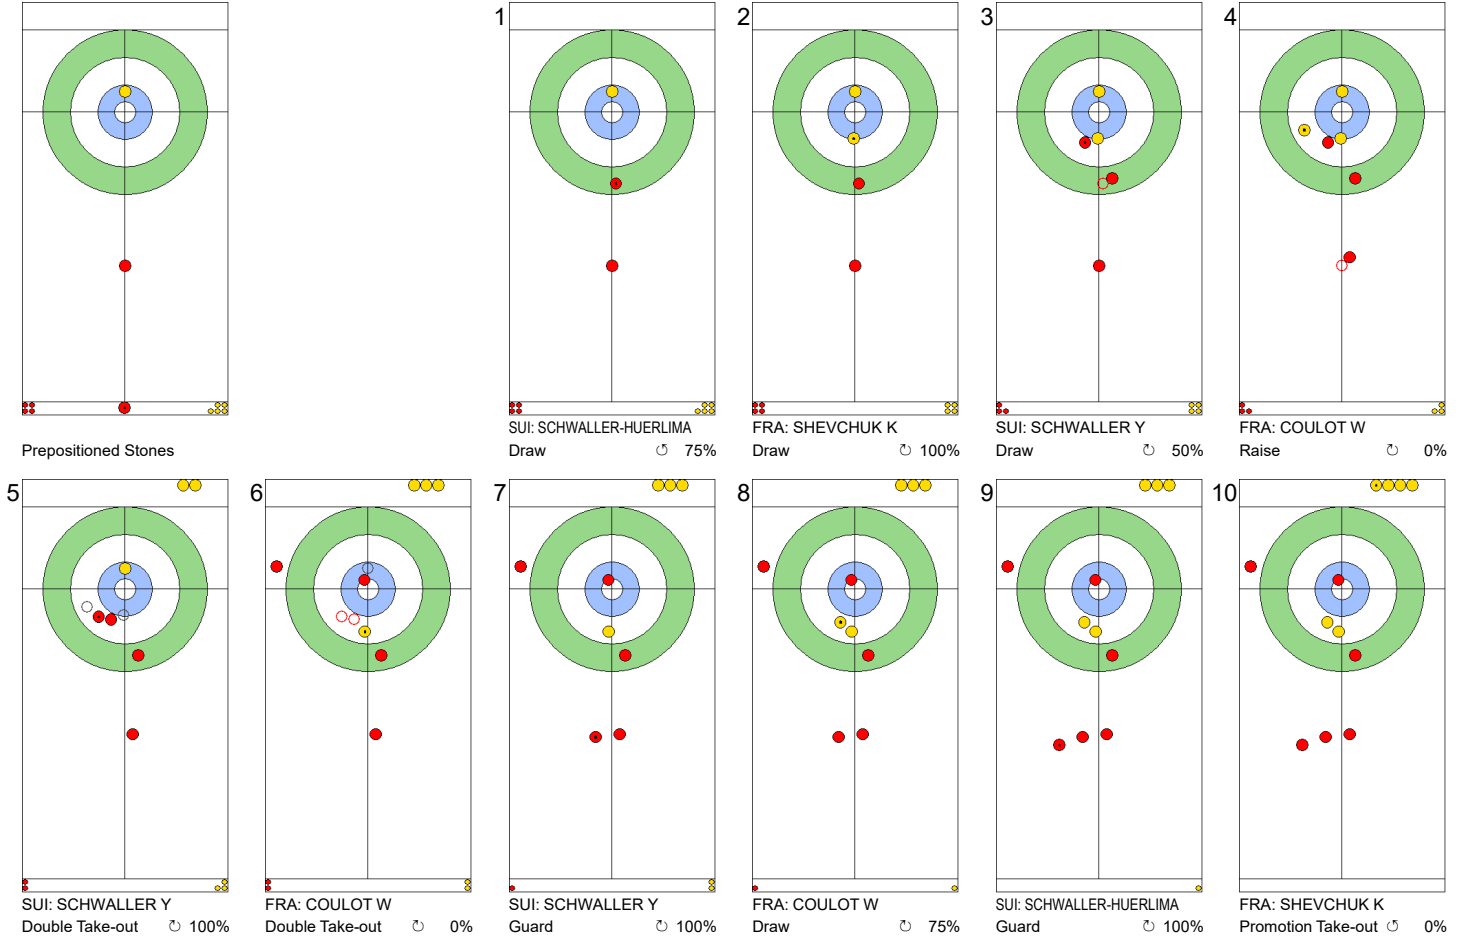 1
2
3
4
Prepositioned Stones
SUI: SCHWALLER-HUERLIMA
Draw 75%
FRA: SHEVCHUK K
Draw 100%
SUI: SCHWALLER Y
Draw 50%
FRA: COULOT W
Raise 0%
5
6
7
8
9
10
SUI: SCHWALLER Y
Double Take-out 100%
FRA: COULOT W
Double Take-out 0%
SUI: SCHWALLER Y
Guard 100%
FRA: COULOT W
Draw 75%
SUI: SCHWALLER-HUERLIMA
Guard 100%
FRA: SHEVCHUK K
Promotion Take-out 0%